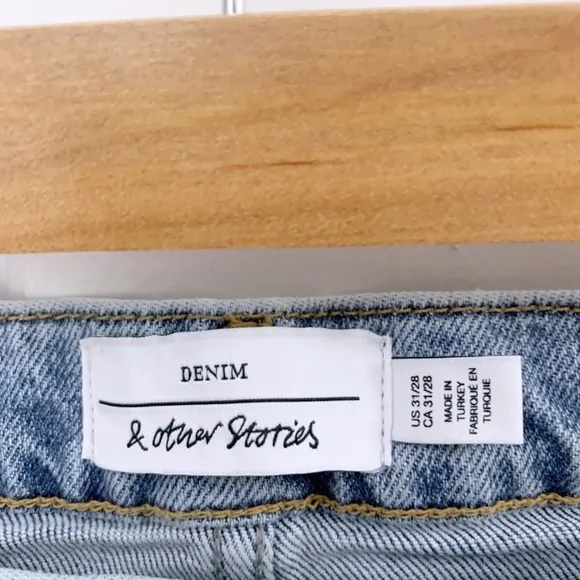 DENIM
& other Stories
US 31/28
CA 31/28
MADE IN
TURKEY
FABRIQUÉ EN
TURQUIE